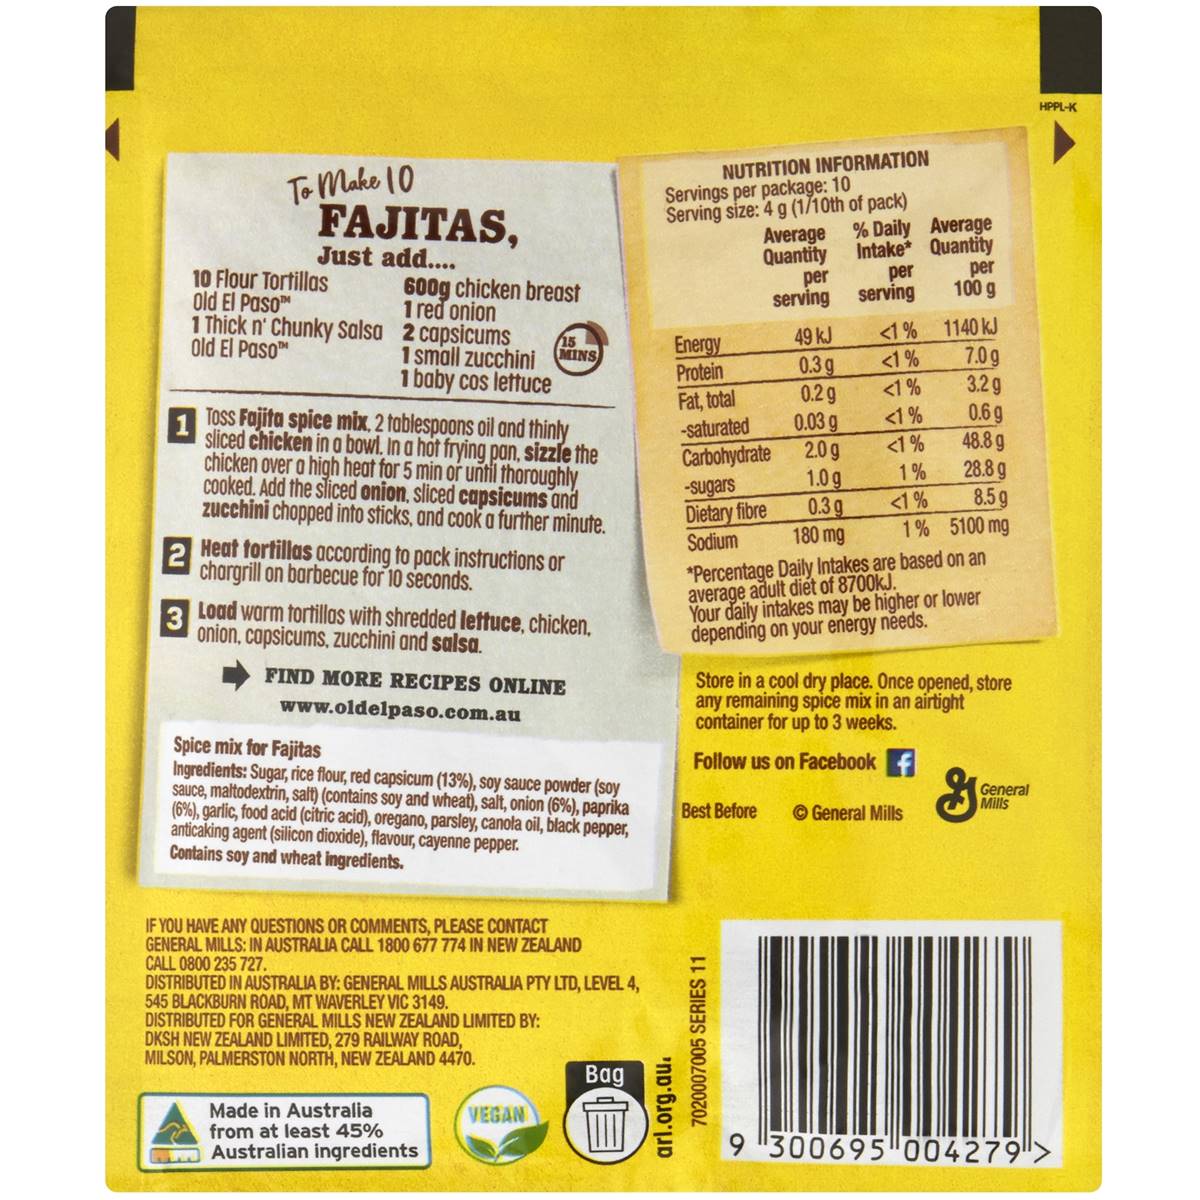 HPPL-K
To Make 10
FAJITAS,
Just add....
10 Flour Tortillas
Old El Paso™
1 Thick n' Chunky Salsa
Old El Paso™
600g chicken breast
1 red onion
2 capsicums
1 small zucchini
1 baby cos lettuce
15
MINS
1 Toss Fajita spice mix, 2 tablespoons oil and thinly
sliced chicken in a bowl. In a hot frying pan, sizzle the
chicken over a high heat for 5 min or until thoroughly
cooked. Add the sliced onion, sliced capsicums and
zucchini chopped into sticks, and cook a further minute.
2 Heat tortillas according to pack instructions or
chargrill on barbecue for 10 seconds.
3 Load warm tortillas with shredded lettuce, chicken,
onion, capsicums, zucchini and salsa.
FIND MORE RECIPES ONLINE
www.oldelpaso.com.au
Spice mix for Fajitas
Ingredients: Sugar, rice flour, red capsicum (13%), soy sauce powder (soy
sauce, maltodextrin, salt) (contains soy and wheat), salt, onion (6%), paprika
(6%), garlic, food acid (citric acid), oregano, parsley, canola oil, black pepper,
anticaking agent (silicon dioxide), flavour, cayenne pepper.
Contains soy and wheat ingredients.
NUTRITION INFORMATION
Servings per package: 10
Serving size: 4 g (1/10th of pack)
Average Quantity per serving % Daily Intake* per serving Average Quantity per 100 g
Energy 49 kJ <1 % 1140 kJ
Protein 0.3 g <1 % 7.0 g
Fat, total 0.2 g <1 % 3.2 g
-saturated 0.03 g <1 % 0.6 g
Carbohydrate 2.0 g <1 % 48.8 g
-sugars 1.0 g 1 % 28.8 g
Dietary fibre 0.3 g <1 % 8.5 g
Sodium 180 mg 1 % 5100 mg
*Percentage Daily Intakes are based on an
average adult diet of 8700kJ.
Your daily intakes may be higher or lower
depending on your energy needs.
Store in a cool dry place. Once opened, store
any remaining spice mix in an airtight
container for up to 3 weeks.
Follow us on Facebook f
Best Before © General Mills
G General
Mills
IF YOU HAVE ANY QUESTIONS OR COMMENTS, PLEASE CONTACT
GENERAL MILLS: IN AUSTRALIA CALL 1800 677 774 IN NEW ZEALAND
CALL 0800 235 727.
DISTRIBUTED IN AUSTRALIA BY: GENERAL MILLS AUSTRALIA PTY LTD, LEVEL 4,
545 BLACKBURN ROAD, MT WAVERLEY VIC 3149.
DISTRIBUTED FOR GENERAL MILLS NEW ZEALAND LIMITED BY:
DKSH NEW ZEALAND LIMITED, 279 RAILWAY ROAD,
MILSON, PALMERSTON NORTH, NEW ZEALAND 4470.
Made in Australia
from at least 45%
Australian ingredients
VEGAN
Bag
arl.org.au.
7020007005 SERIES 11
9 300695 004279 >